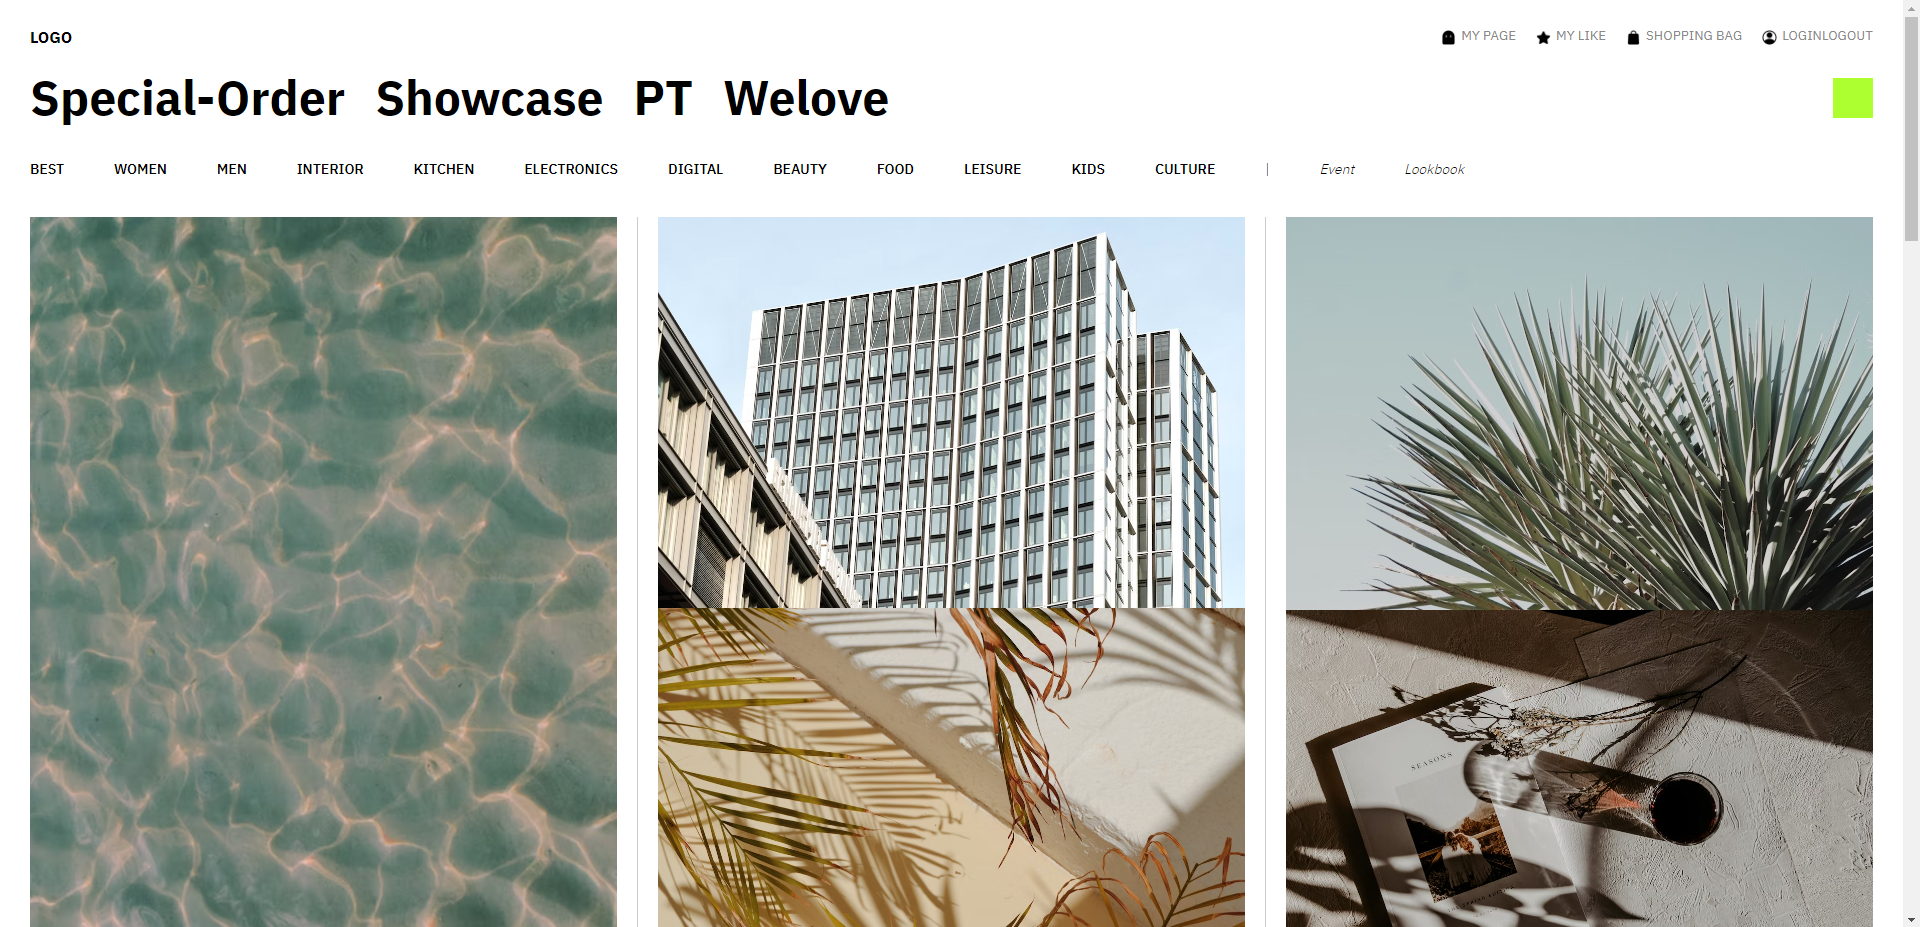 LOGO
MY PAGE MY LIKE SHOPPING BAG LOGINLOGOUT
Special-Order Showcase PT Welove
BEST WOMEN MEN INTERIOR KITCHEN ELECTRONICS DIGITAL BEAUTY FOOD LEISURE KIDS CULTURE | Event Lookbook
SEASONS